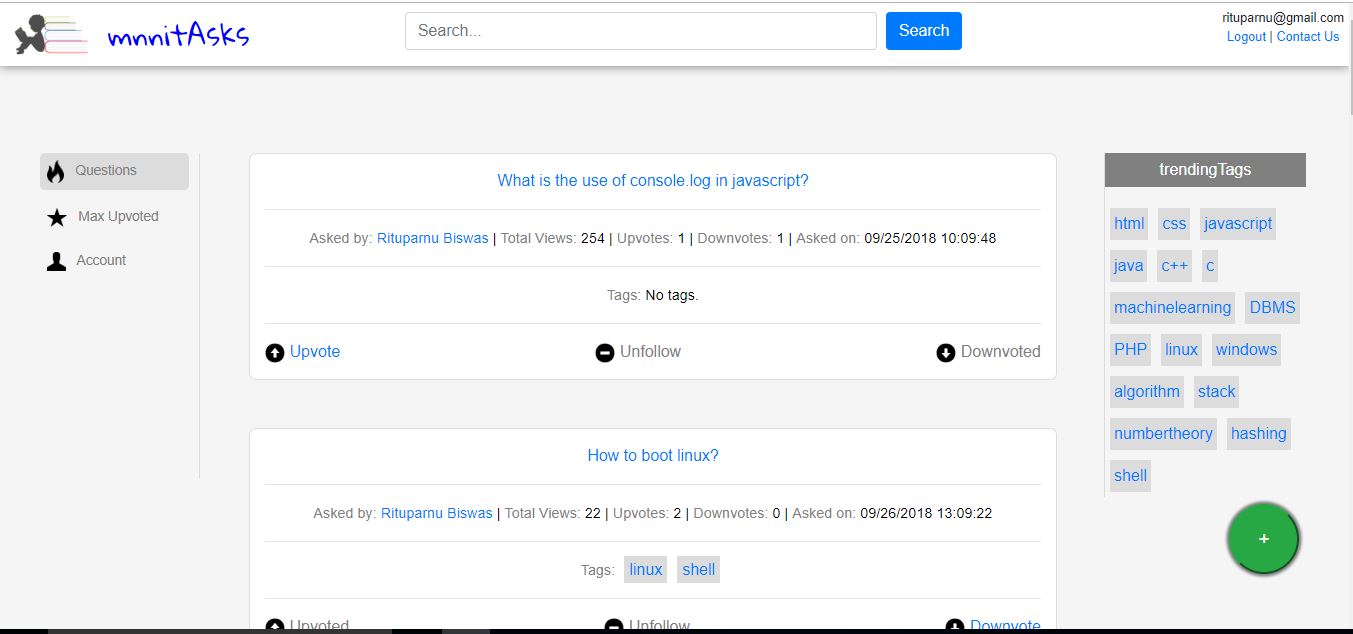 mnnitAsks
Search...
Search
rituparnu@gmail.com
Logout | Contact Us
Questions
Max Upvoted
Account
What is the use of console.log in javascript?
Asked by: Rituparnu Biswas | Total Views: 254 | Upvotes: 1 | Downvotes: 1 | Asked on: 09/25/2018 10:09:48
Tags: No tags.
Upvote Unfollow Downvoted
How to boot linux?
Asked by: Rituparnu Biswas | Total Views: 22 | Upvotes: 2 | Downvotes: 0 | Asked on: 09/26/2018 13:09:22
Tags: linux shell
Upvoted Unfollow Downvote
trendingTags
html css javascript
java c++ c
machinelearning DBMS
PHP linux windows
algorithm stack
numbertheory hashing
shell
+